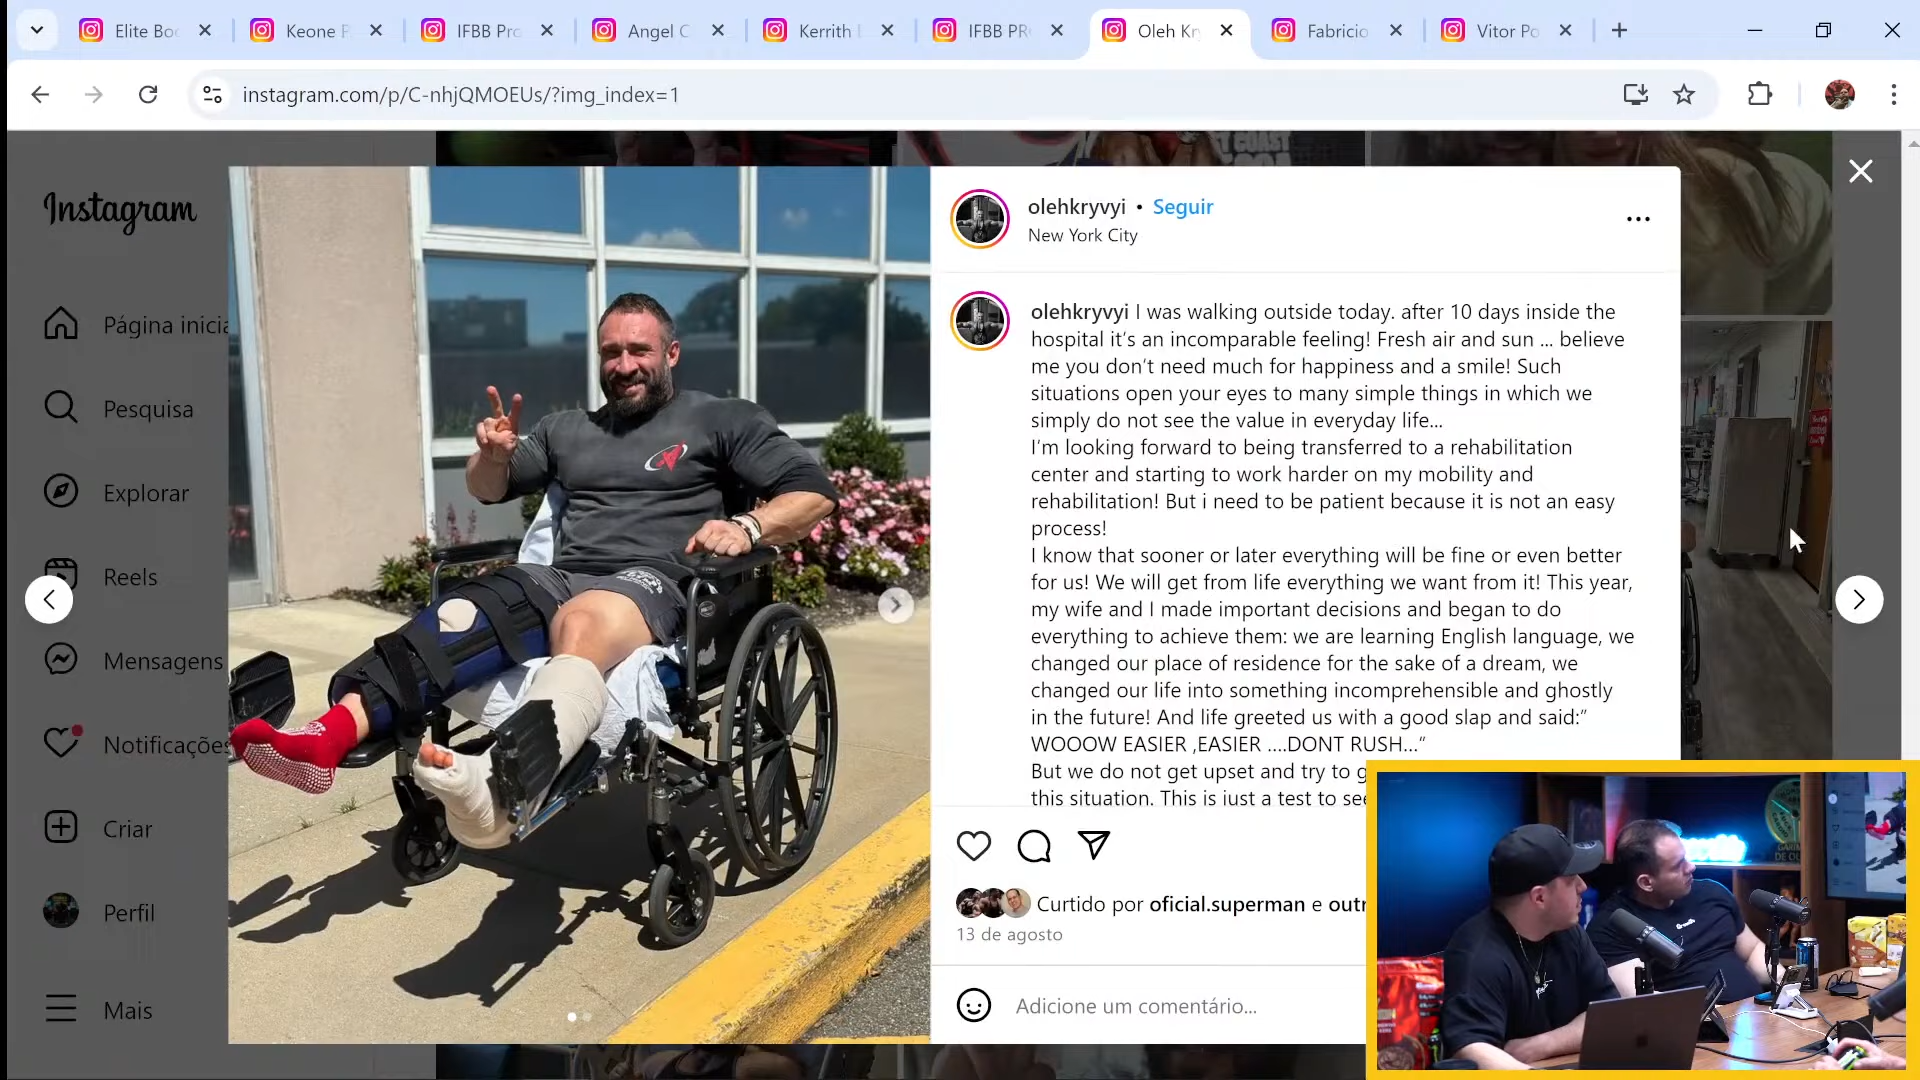 Elite Bo
Keone P
IFBB Pro
Angel C
Kerrith
IFBB PR
Oleh Kr
Fabricio
Vitor Po
instagram.com/p/C-nhjQMOEUs/?img_index=1
Instagram
Página inicia
Pesquisa
Explorar
Reels
Mensagens
Notificações
Criar
Perfil
Mais
olehkryvyi • Seguir
New York City
olehkryvyi I was walking outside today. after 10 days inside the
hospital it’s an incomparable feeling! Fresh air and sun ... believe
me you don’t need much for happiness and a smile! Such
situations open your eyes to many simple things in which we
simply do not see the value in everyday life...
I’m looking forward to being transferred to a rehabilitation
center and starting to work harder on my mobility and
rehabilitation! But i need to be patient because it is not an easy
process!
I know that sooner or later everything will be fine or even better
for us! We will get from life everything we want from it! This year,
my wife and I made important decisions and began to do
everything to achieve them: we are learning English language, we
changed our place of residence for the sake of a dream, we
changed our life into something incomprehensible and ghostly
in the future! And life greeted us with a good slap and said:”
WOOOW EASIER ,EASIER ....DONT RUSH...”
But we do not get upset and try to g
this situation. This is just a test to see
Curtido por oficial.superman e outr
13 de agosto
Adicione um comentário...